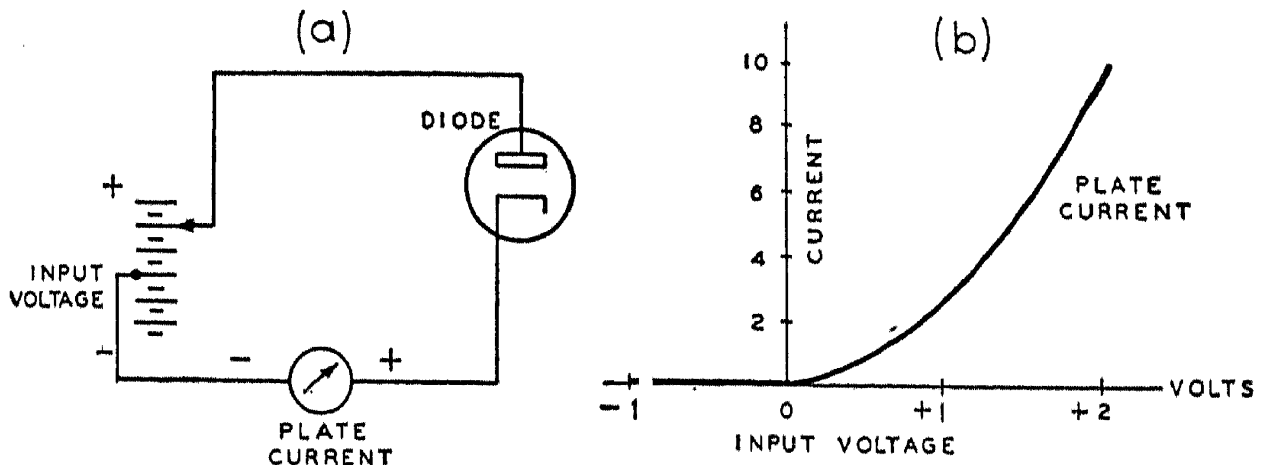 (a)
DIODE
+
INPUT
VOLTAGE
-
- +
PLATE
CURRENT
(b)
10
8
6
4
2
CURRENT
PLATE
CURRENT
-1 0 +1 +2 VOLTS
INPUT VOLTAGE